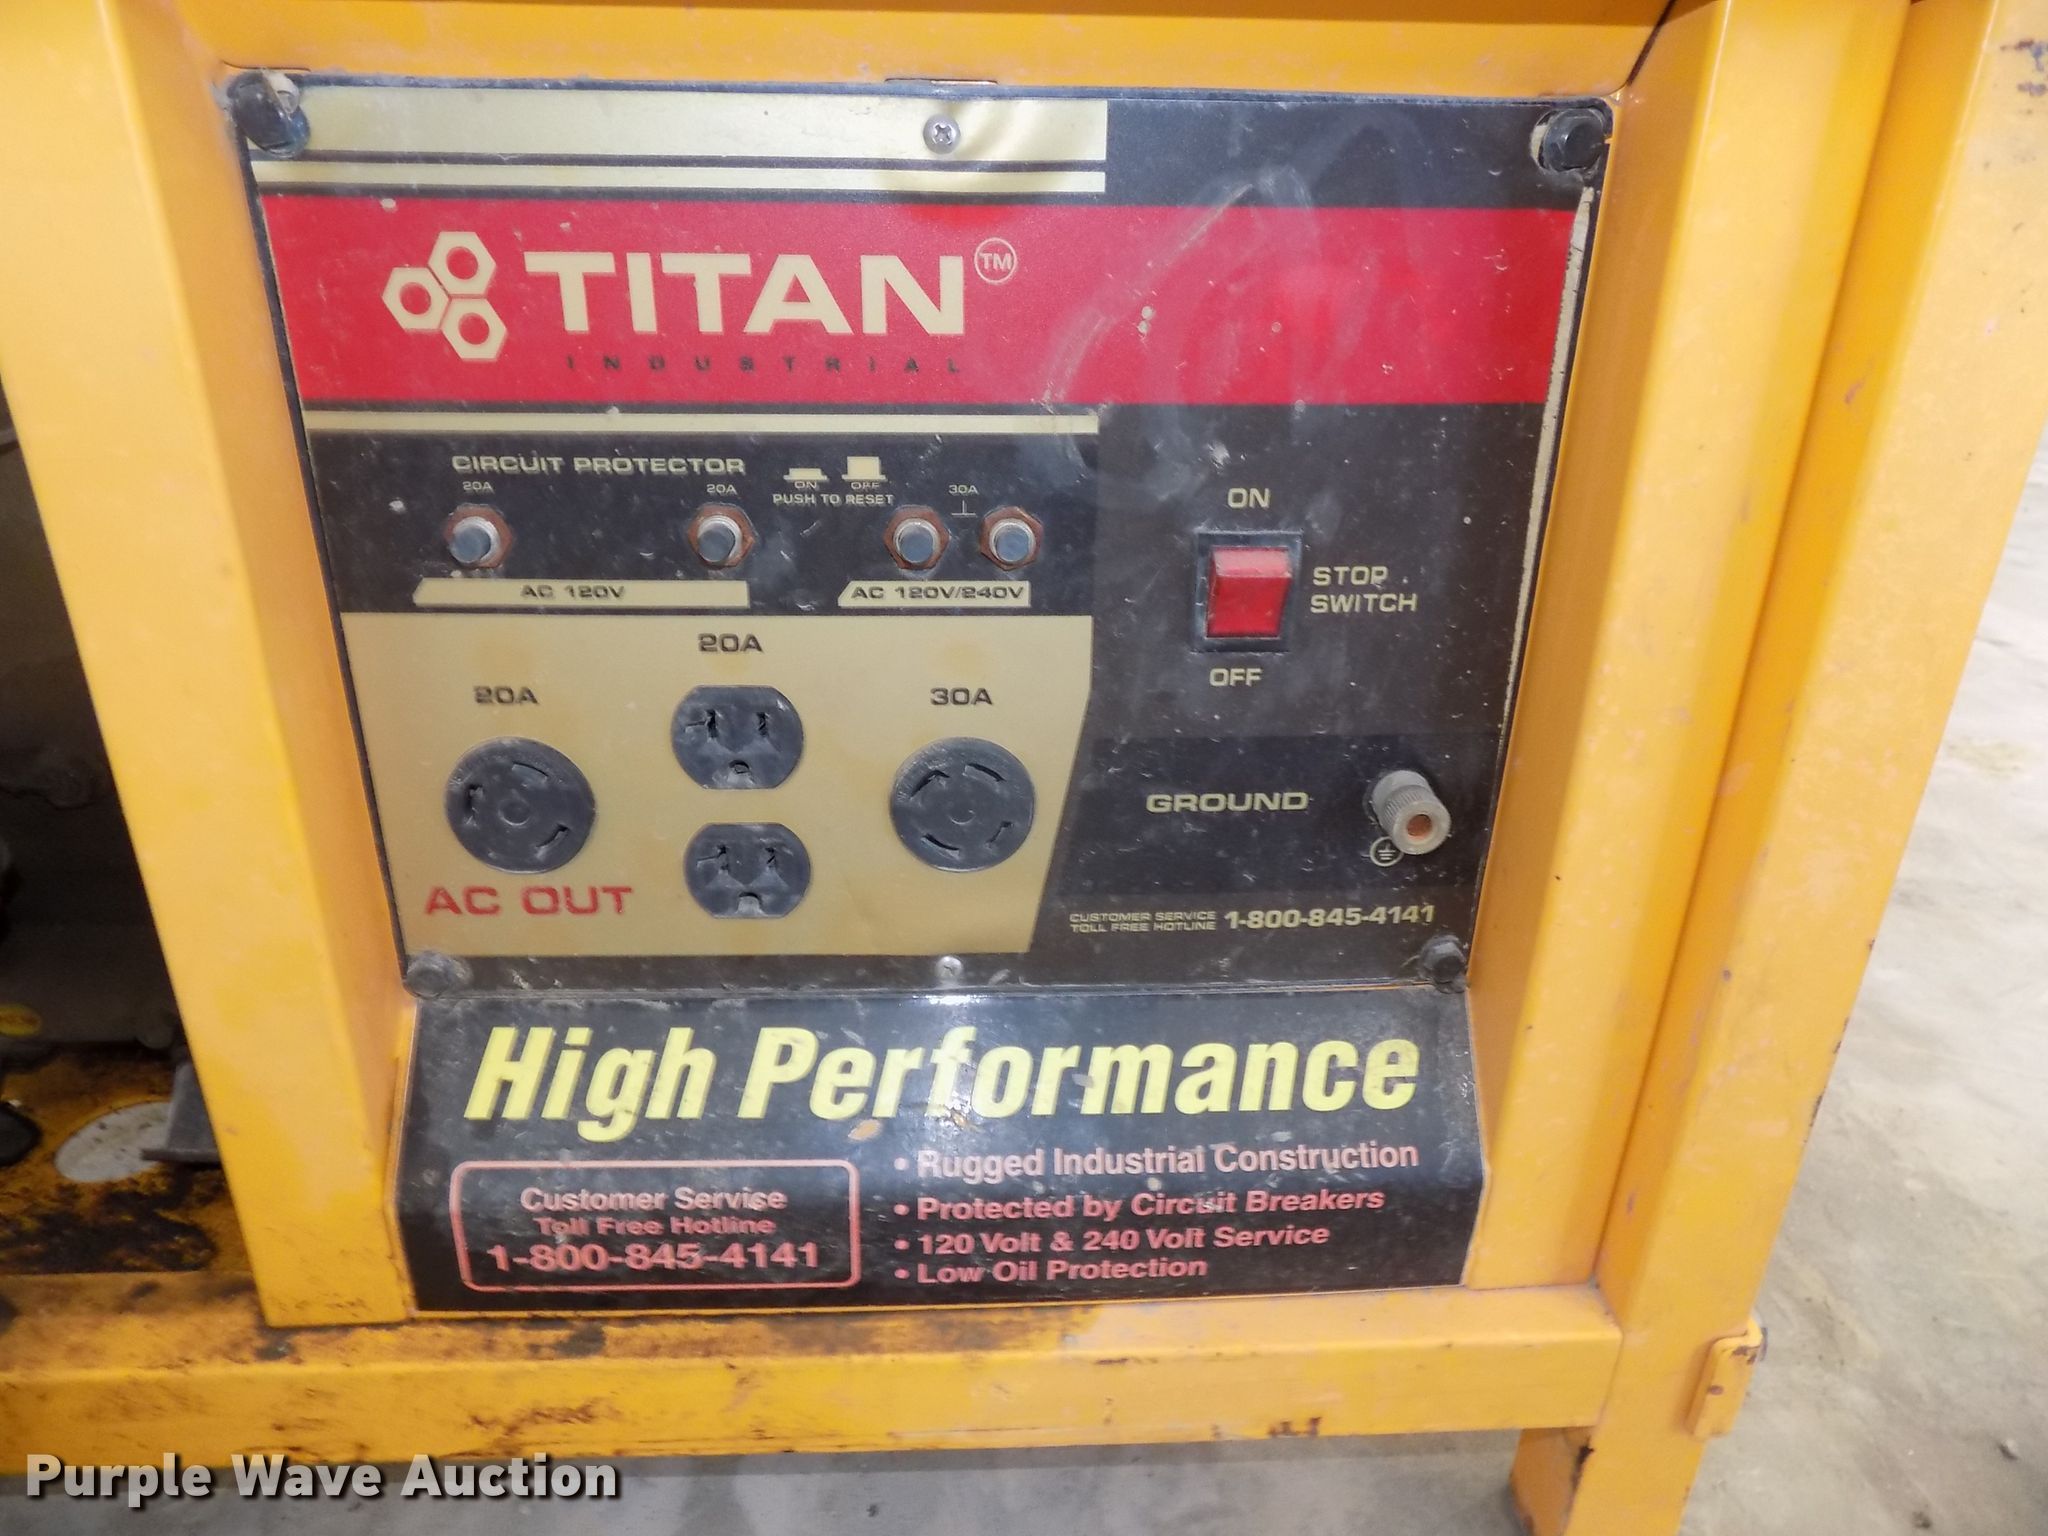 TITAN TM
INDUSTRIAL
CIRCUIT PROTECTOR
20A
20A
ON OFF
PUSH TO RESET
30A
AC 120V
AC 120V/240V
ON
STOP
SWITCH
OFF
20A
20A
30A
AC OUT
GROUND
CUSTOMER SERVICE
TOLL FREE HOTLINE
1-800-845-4141
High Performance
Customer Service
Toll Free Hotline
1-800-845-4141
• Rugged Industrial Construction
• Protected by Circuit Breakers
• 120 Volt & 240 Volt Service
• Low Oil Protection
Purple Wave Auction